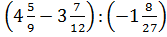 (4 5/9 − 3 7/12) : (−1 8/27)